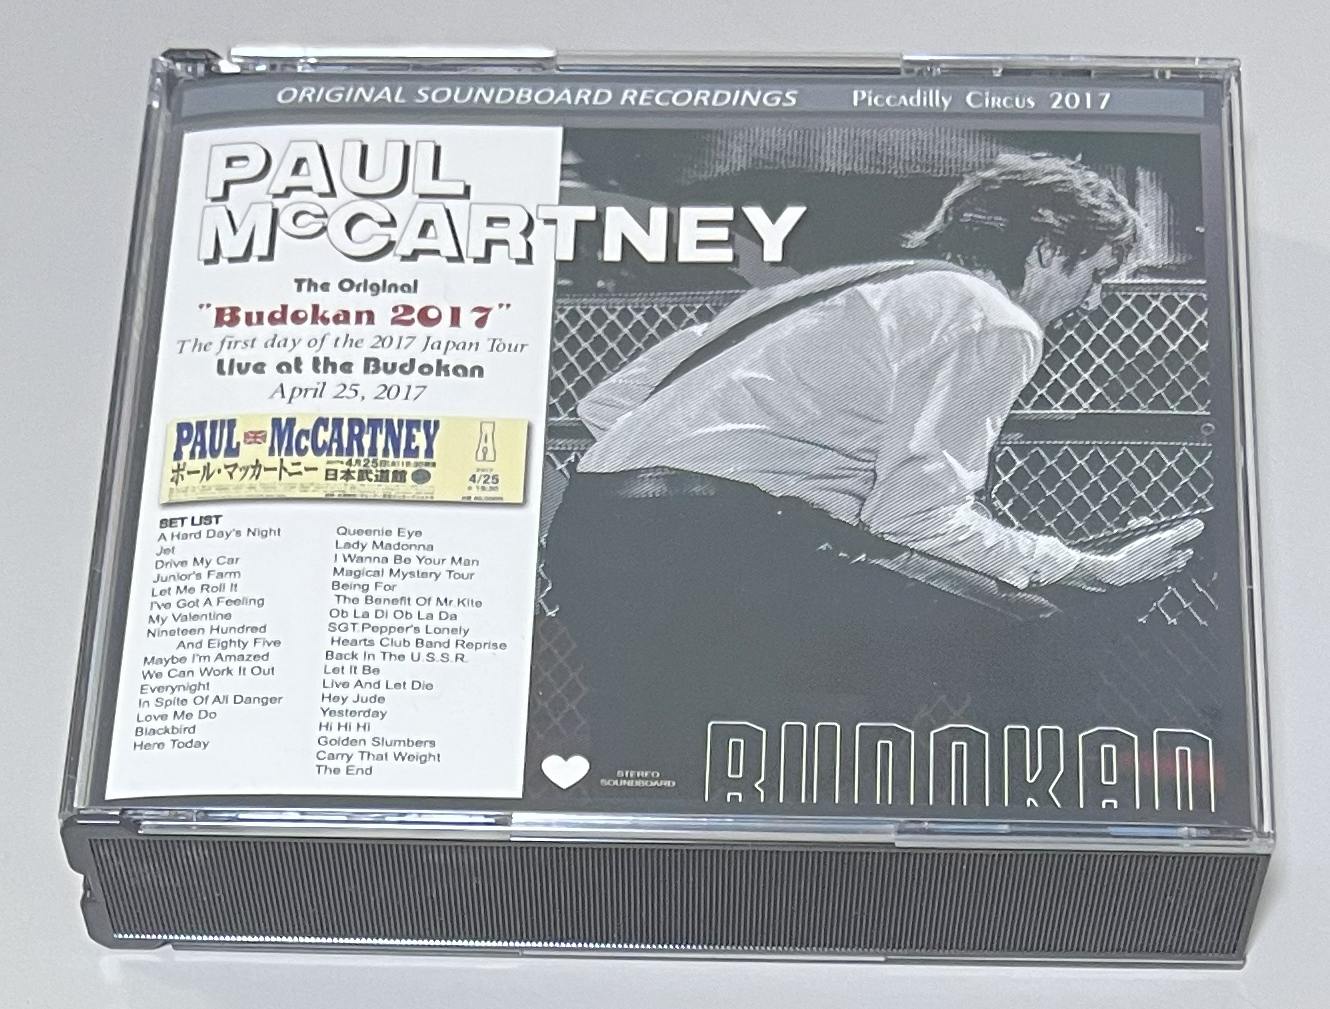 ORIGINAL SOUNDBOARD RECORDINGS Piccadilly Circus 2017
PAUL
McCARTNEY
The Original
"Budokan 2017"
The first day of the 2017 Japan Tour
Live at the Budokan
April 25, 2017
PAUL McCARTNEY
ポール・マッカートニー
4月25日
日本武道館
4/25
SET LIST
A Hard Day's Night
Jet
Drive My Car
Junior's Farm
Let Me Roll It
I've Got A Feeling
My Valentine
Nineteen Hundred
And Eighty Five
Maybe I'm Amazed
We Can Work It Out
Everynight
In Spite Of All Danger
Love Me Do
Blackbird
Here Today
Queenie Eye
Lady Madonna
I Wanna Be Your Man
Magical Mystery Tour
Being For
The Benefit Of Mr.Kite
Ob La Di Ob La Da
SGT.Pepper's Lonely
Hearts Club Band Reprise
Back In The U.S.S.R.
Let It Be
Live And Let Die
Hey Jude
Yesterday
Hi Hi Hi
Golden Slumbers
Carry That Weight
The End
STEREO
SOUNDBOARD
BUDOKAN